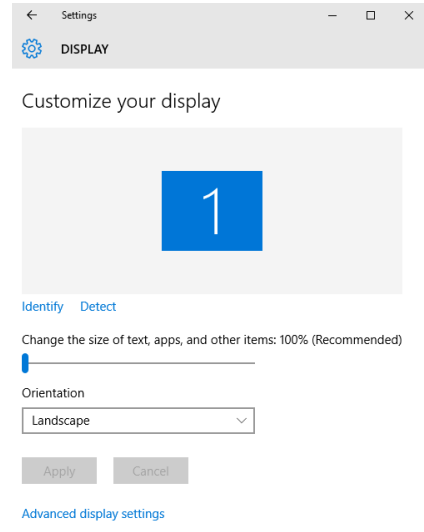 Settings
DISPLAY
Customize your display
1
Identify Detect
Change the size of text, apps, and other items: 100% (Recommended)
Orientation
Landscape
Apply Cancel
Advanced display settings